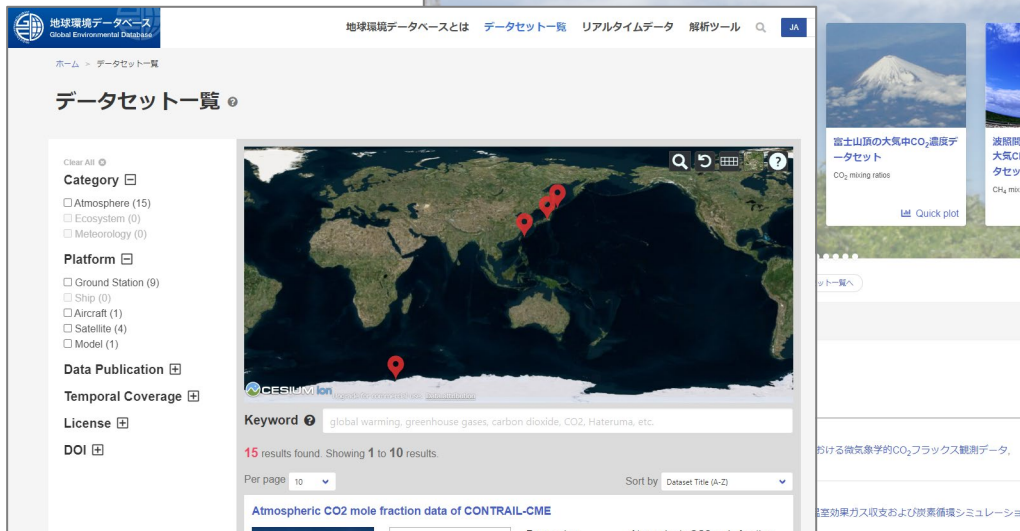 地球環境データベース
Global Environmental Database
地球環境データベースとは データセット一覧 リアルタイムデータ 解析ツール JA
ホーム > データセット一覧
データセット一覧
Clear All
Category
Atmosphere (15)
Ecosystem (0)
Meteorology (0)
Platform
Ground Station (9)
Ship (0)
Aircraft (1)
Satellite (4)
Model (1)
Data Publication
Temporal Coverage
License
DOI
CESIUM ion
Keyword
global warming, greenhouse gases, carbon dioxide, CO2, Hateruma, etc.
15 results found. Showing 1 to 10 results.
Per page 10
Sort by Dataset Title (A-Z)
Atmospheric CO2 mole fraction data of CONTRAIL-CME
富士山頂の大気中CO₂濃度デ
ータセット
CO₂ mixing ratios
Quick plot
波照間
大気C
タセッ
CH₄ mix
ット一覧へ
おける微気象学的CO₂フラックス観測データ,
室効果ガス収支および炭素循環シミュレーショ